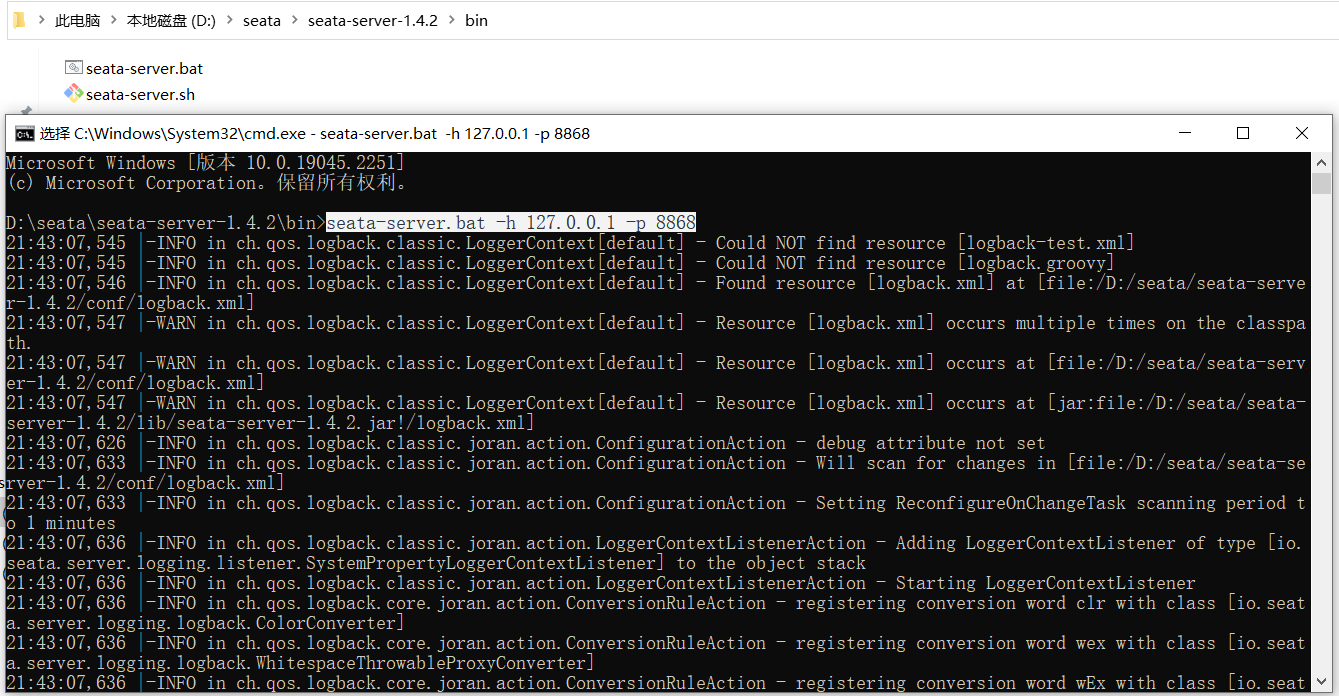 此电脑 > 本地磁盘 (D:) > seata > seata-server-1.4.2 > bin
seata-server.bat
seata-server.sh
选择 C:\Windows\System32\cmd.exe - seata-server.bat -h 127.0.0.1 -p 8868
Microsoft Windows [版本 10.0.19045.2251]
(c) Microsoft Corporation。保留所有权利。
D:\seata\seata-server-1.4.2\bin>seata-server.bat -h 127.0.0.1 -p 8868
21:43:07,545 |-INFO in ch.qos.logback.classic.LoggerContext[default] - Could NOT find resource [logback-test.xml]
21:43:07,545 |-INFO in ch.qos.logback.classic.LoggerContext[default] - Could NOT find resource [logback.groovy]
21:43:07,546 |-INFO in ch.qos.logback.classic.LoggerContext[default] - Found resource [logback.xml] at [file:/D:/seata/seata-serve
r-1.4.2/conf/logback.xml]
21:43:07,547 |-WARN in ch.qos.logback.classic.LoggerContext[default] - Resource [logback.xml] occurs multiple times on the classpa
th.
21:43:07,547 |-WARN in ch.qos.logback.classic.LoggerContext[default] - Resource [logback.xml] occurs at [file:/D:/seata/seata-serv
er-1.4.2/conf/logback.xml]
21:43:07,547 |-WARN in ch.qos.logback.classic.LoggerContext[default] - Resource [logback.xml] occurs at [jar:file:/D:/seata/seata-
server-1.4.2/lib/seata-server-1.4.2.jar!/logback.xml]
21:43:07,626 |-INFO in ch.qos.logback.classic.joran.action.ConfigurationAction - debug attribute not set
21:43:07,633 |-INFO in ch.qos.logback.classic.joran.action.ConfigurationAction - Will scan for changes in [file:/D:/seata/seata-se
rver-1.4.2/conf/logback.xml]
21:43:07,633 |-INFO in ch.qos.logback.classic.joran.action.ConfigurationAction - Setting ReconfigureOnChangeTask scanning period t
o 1 minutes
21:43:07,636 |-INFO in ch.qos.logback.classic.joran.action.LoggerContextListenerAction - Adding LoggerContextListener of type [io.
seata.server.logging.listener.SystemPropertyLoggerContextListener] to the object stack
21:43:07,636 |-INFO in ch.qos.logback.classic.joran.action.LoggerContextListenerAction - Starting LoggerContextListener
21:43:07,636 |-INFO in ch.qos.logback.core.joran.action.ConversionRuleAction - registering conversion word clr with class [io.seat
a.server.logging.logback.ColorConverter]
21:43:07,636 |-INFO in ch.qos.logback.core.joran.action.ConversionRuleAction - registering conversion word wex with class [io.seat
a.server.logging.logback.WhitespaceThrowableProxyConverter]
21:43:07,636 |-INFO in ch.qos.logback.core.joran.action.ConversionRuleAction - registering conversion word wEx with class [io.seat